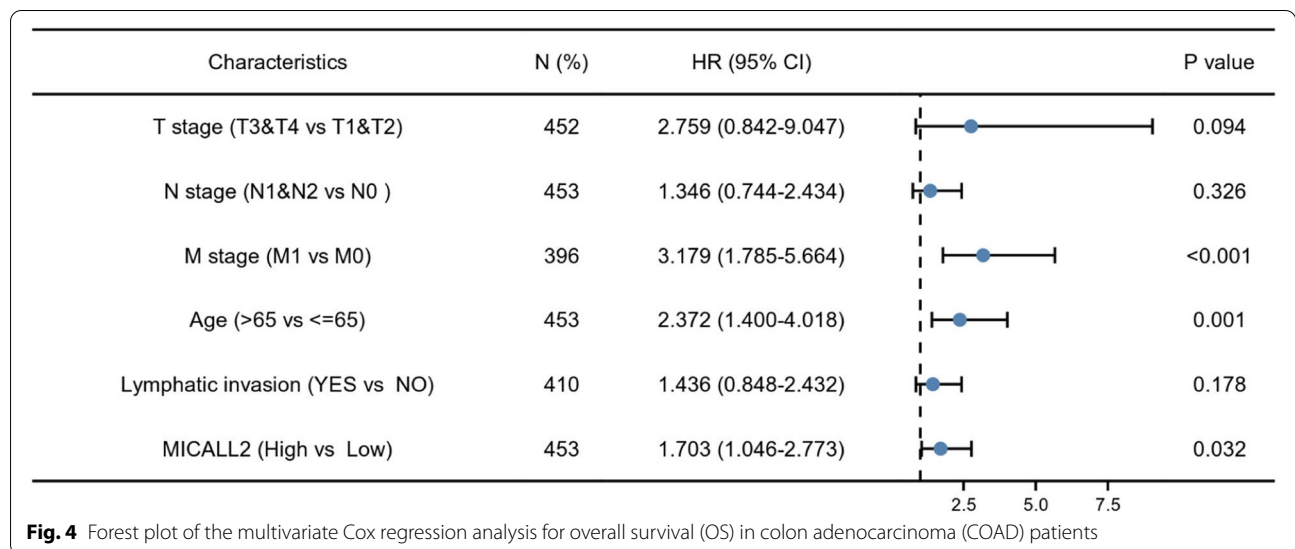 Characteristics N (%) HR (95% CI) P value
T stage (T3&T4 vs T1&T2) 452 2.759 (0.842-9.047) 0.094
N stage (N1&N2 vs N0 ) 453 1.346 (0.744-2.434) 0.326
M stage (M1 vs M0) 396 3.179 (1.785-5.664) <0.001
Age (>65 vs <=65) 453 2.372 (1.400-4.018) 0.001
Lymphatic invasion (YES vs  NO) 410 1.436 (0.848-2.432) 0.178
MICALL2 (High vs  Low) 453 1.703 (1.046-2.773) 0.032
2.5 5.0 7.5
Fig. 4 Forest plot of the multivariate Cox regression analysis for overall survival (OS) in colon adenocarcinoma (COAD) patients